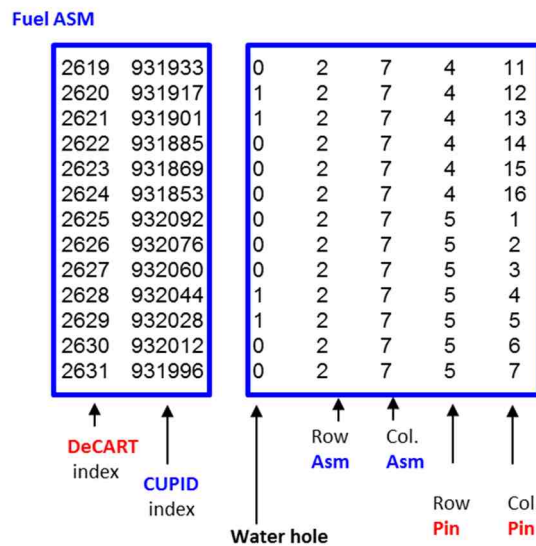 Fuel ASM
2619 931933 0 2 7 4 11
2620 931917 1 2 7 4 12
2621 931901 1 2 7 4 13
2622 931885 0 2 7 4 14
2623 931869 0 2 7 4 15
2624 931853 0 2 7 4 16
2625 932092 0 2 7 5 1
2626 932076 0 2 7 5 2
2627 932060 0 2 7 5 3
2628 932044 1 2 7 5 4
2629 932028 1 2 7 5 5
2630 932012 0 2 7 5 6
2631 931996 0 2 7 5 7
DeCART
index
CUPID
index
Water hole
Row
Asm
Col.
Asm
Row
Pin
Col
Pin